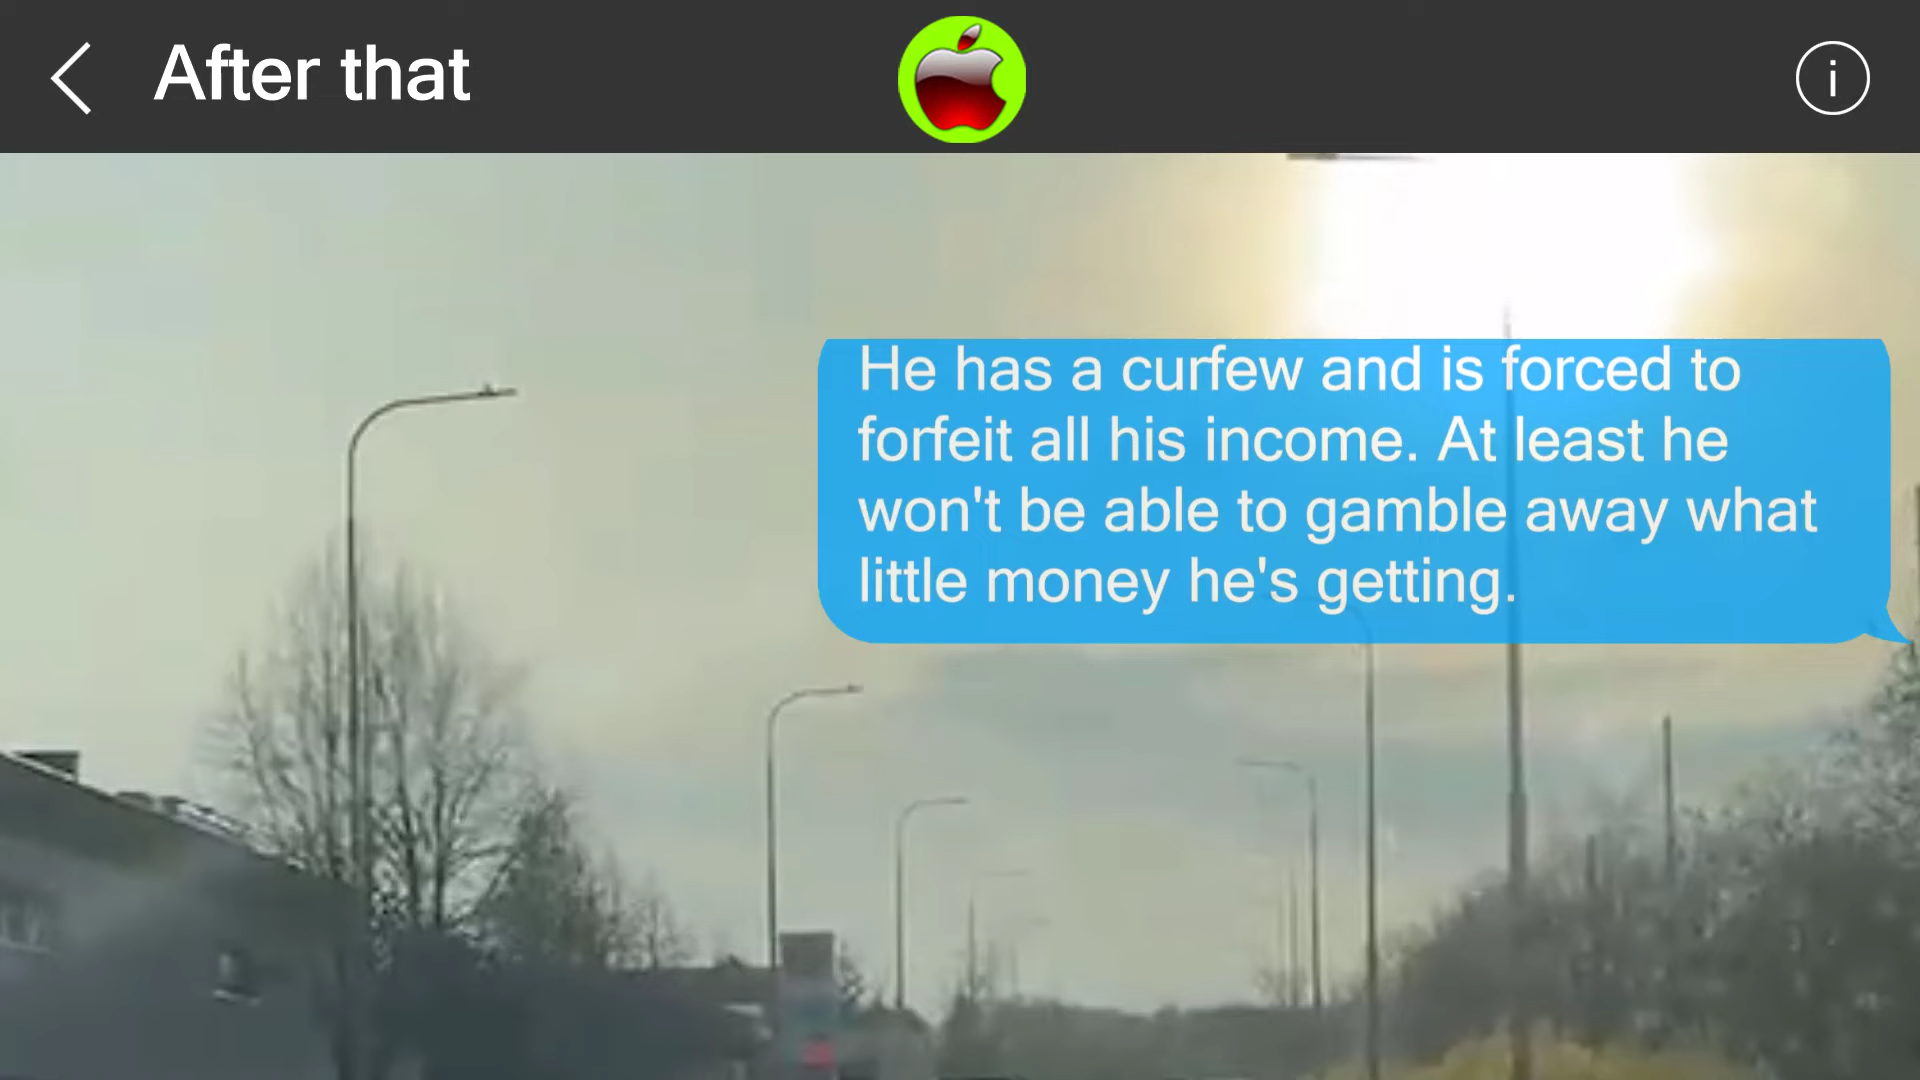 After that
He has a curfew and is forced to
forfeit all his income. At least he
won't be able to gamble away what
little money he's getting.